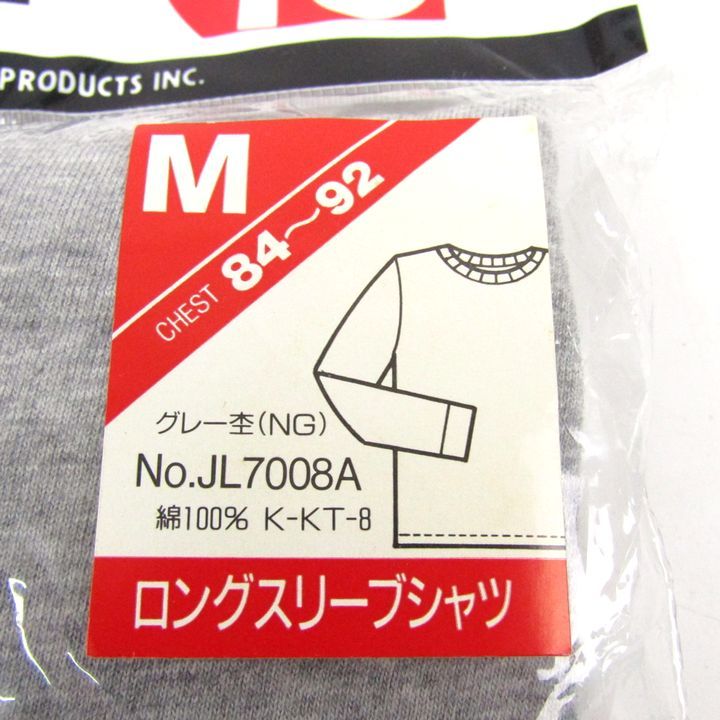 PRODUCTS INC.
M
CHEST 84～92
グレー杢(NG)
No.JL7008A
綿100% K-KT-8
ロングスリーブシャツ